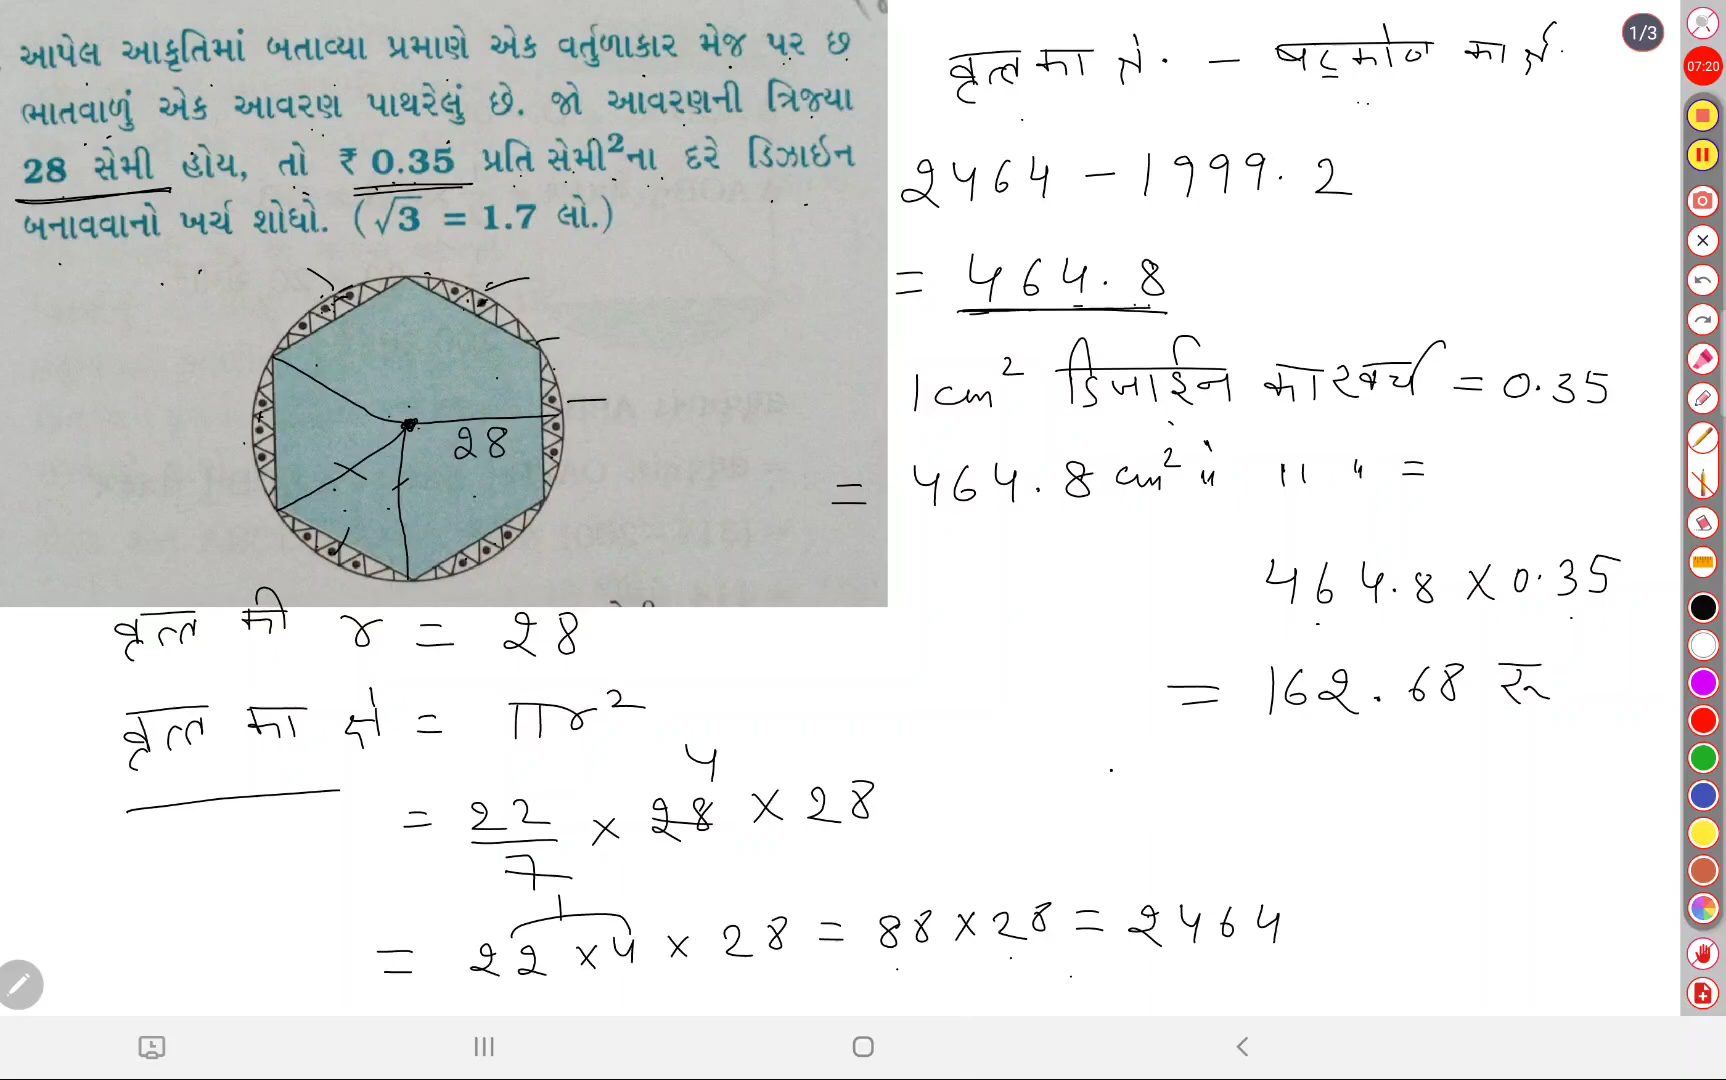 આપેલ આકૃતિમાં બતાવ્યા પ્રમાણે એક વર્તુળાકાર મેજ પર છ
ભાતવાળું એક આવરણ પાથરેલું છે. જો આવરણની ત્રિજ્યા
28 સેમી હોય, તો ₹ 0.35 પ્રતિ સેમી²ના દરે ડિઝાઇન
બનાવવાનો ખર્ચ શોધો. (√3 = 1.7 લો.)
28
वृत्त की r = 28
वृत्त का क्षे = πr²
= 22/7 × 28 × 28
4
1
= 22 × 4 × 28 = 88 × 28 = 2464
वृत्त का क्षे. – षट्कोण का क्षे.
2464 – 1999.2
= 464.8
1cm² डिजाईन का खर्च = 0.35
= 464.8 cm² में " " =
464.8 × 0.35
= 162.68 रू
1/3
07:20